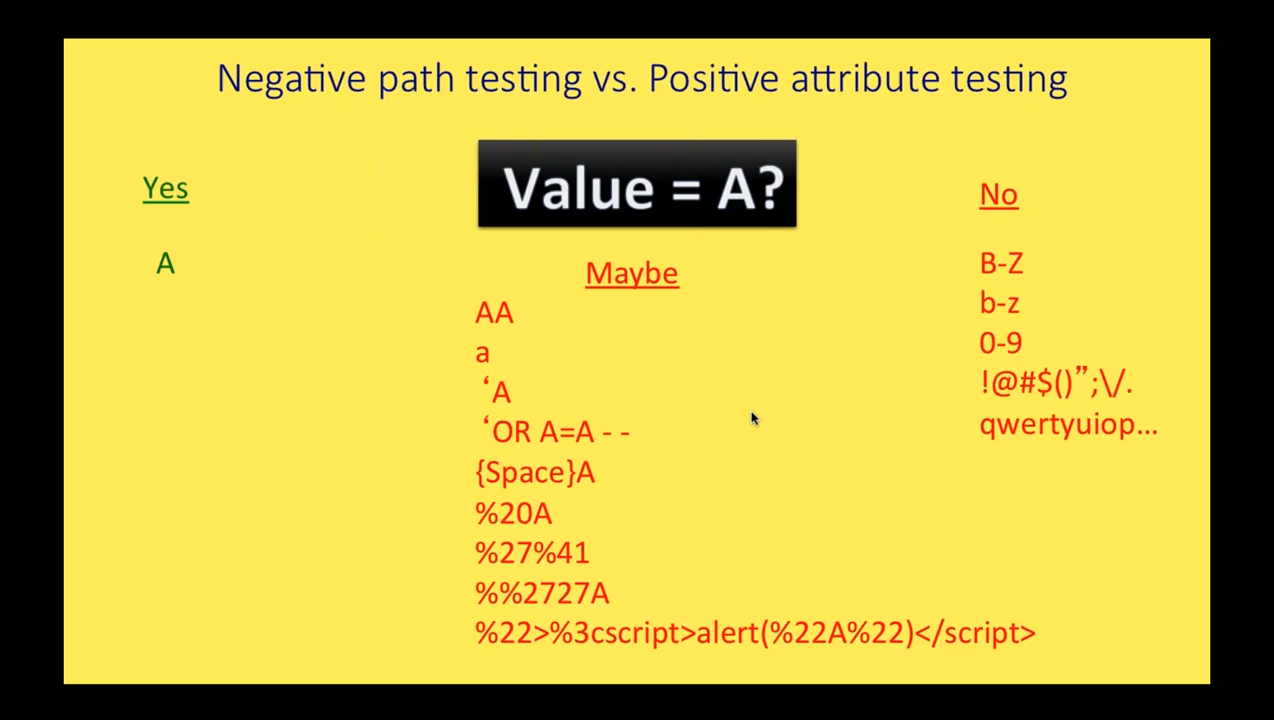 Negative path testing vs. Positive attribute testing
Value = A?
Yes
A
Maybe
AA
a
‘A
‘OR A=A - -
{Space}A
%20A
%27%41
%%2727A
%22>%3cscript>alert(%22A%22)</script>
No
B-Z
b-z
0-9
!@#$()”;\/.
qwertyuiop...